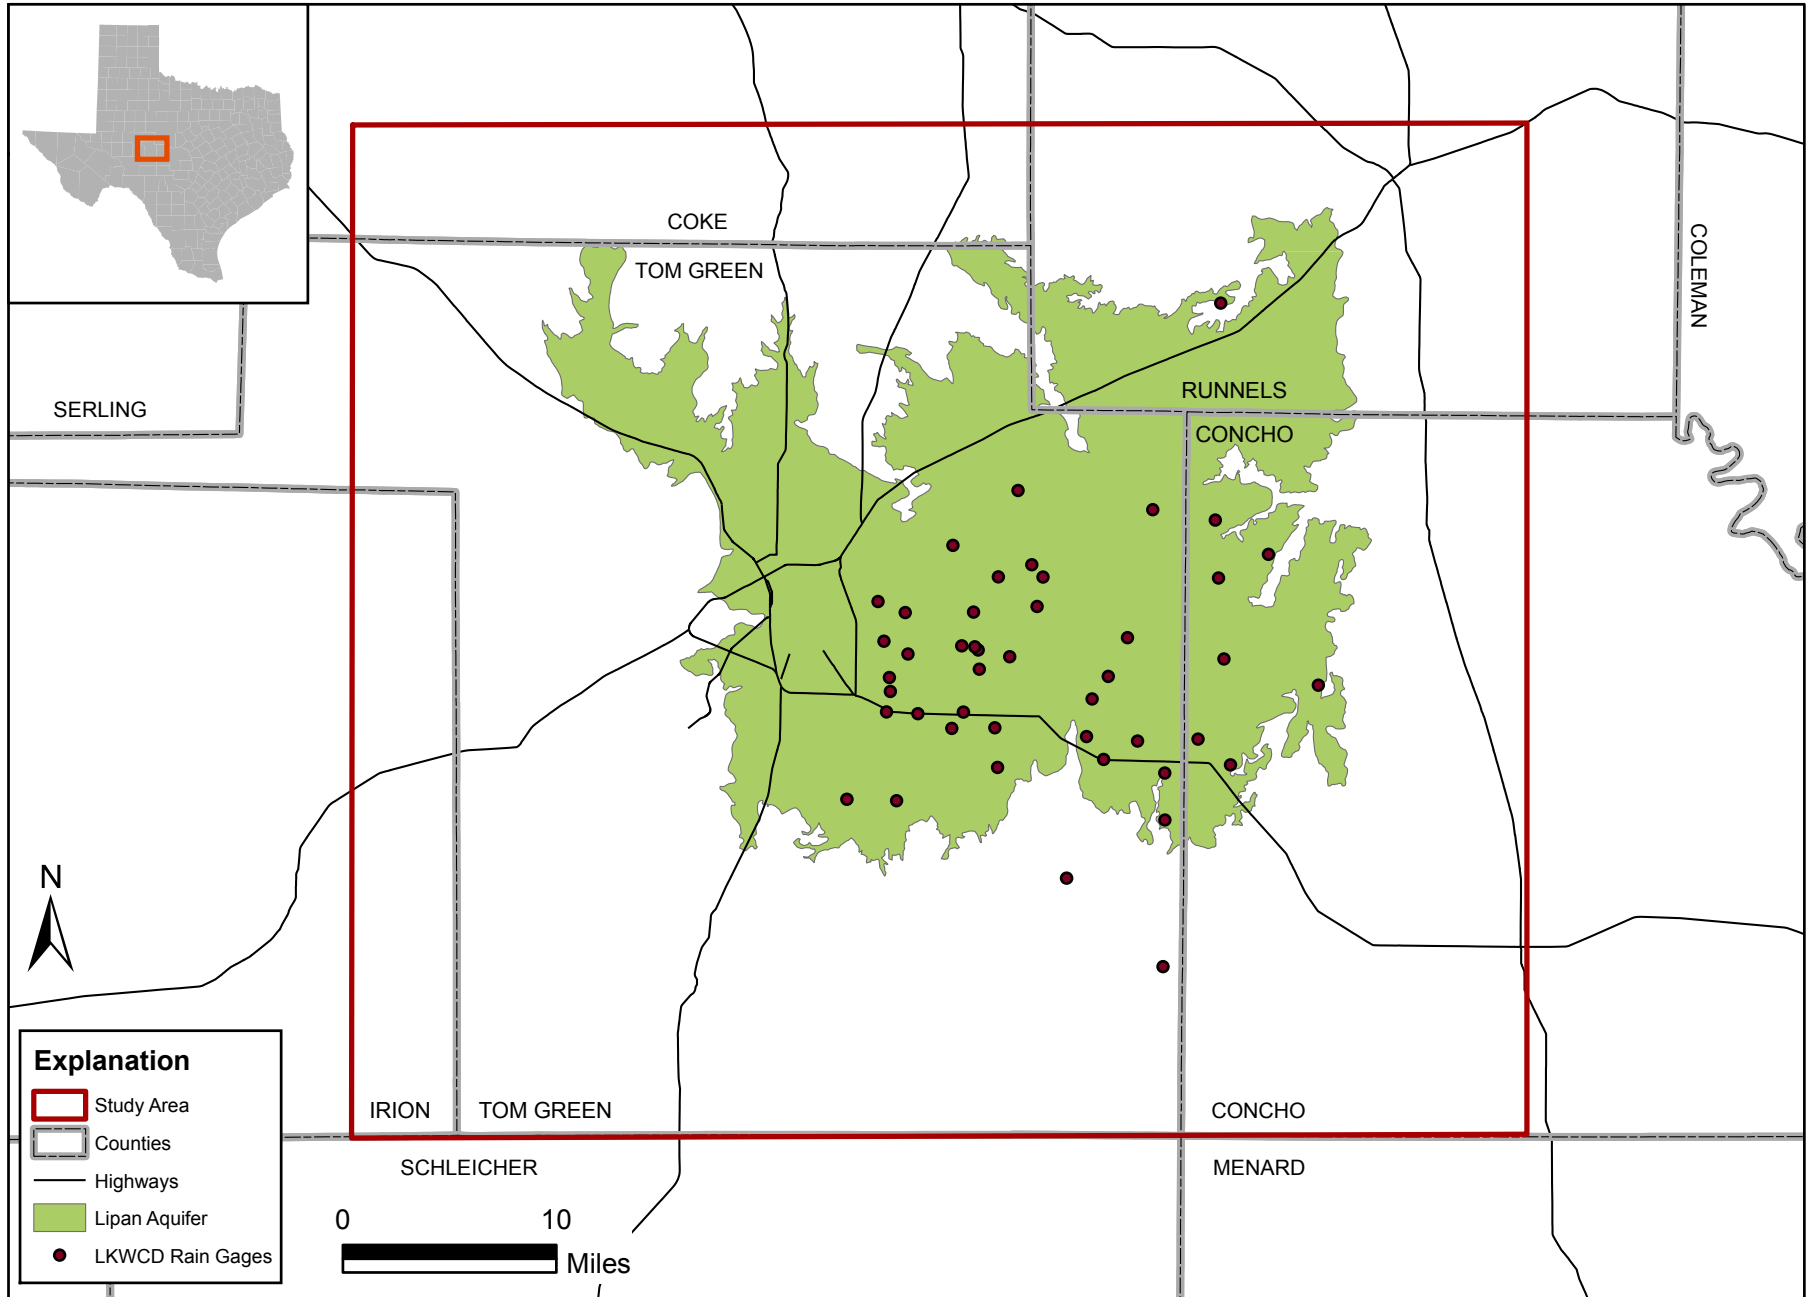 COKE
TOM GREEN
COLEMAN
SERLING
RUNNELS
CONCHO
N
IRION
TOM GREEN
CONCHO
SCHLEICHER
MENARD
Explanation
Study Area
Counties
Highways
Lipan Aquifer
LKWCD Rain Gages
0 10
Miles